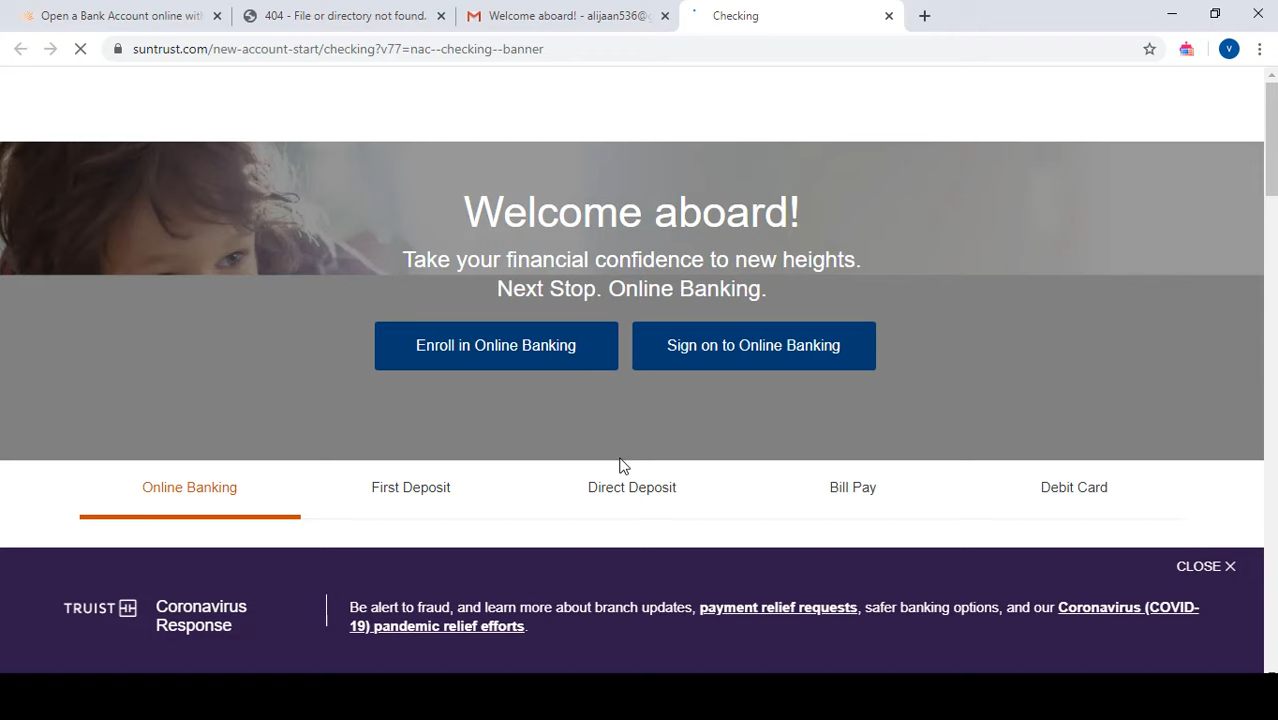 Open a Bank Account online with
404 - File or directory not found.
Welcome aboard! - alijaan536@g
Checking
suntrust.com/new-account-start/checking?v77=nac--checking--banner
V
Welcome aboard!
Take your financial confidence to new heights.
Next Stop. Online Banking.
Enroll in Online Banking
Sign on to Online Banking
Online Banking
First Deposit
Direct Deposit
Bill Pay
Debit Card
CLOSE
TRUIST
Coronavirus
Response
Be alert to fraud, and learn more about branch updates, payment relief requests, safer banking options, and our Coronavirus (COVID-
19) pandemic relief efforts.